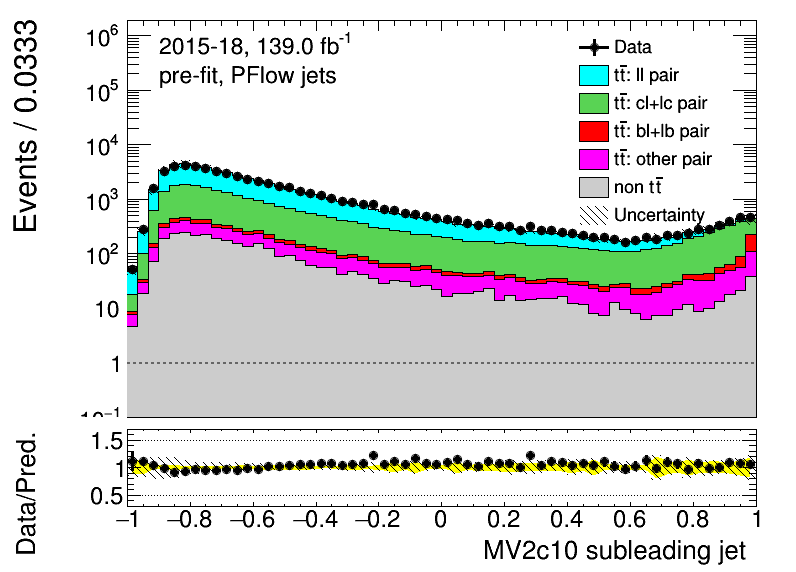 Events / 0.0333
10⁶
10⁵
10⁴
10³
10²
10
1
10⁻¹
2015-18, 139.0 fb⁻¹
pre-fit, PFlow jets
Data
tt̄: ll pair
tt̄: cl+lc pair
tt̄: bl+lb pair
tt̄: other pair
non tt̄
Uncertainty
Data/Pred.
1.5
1
0.5
−1 −0.8 −0.6 −0.4 −0.2 0 0.2 0.4 0.6 0.8 1
MV2c10 subleading jet